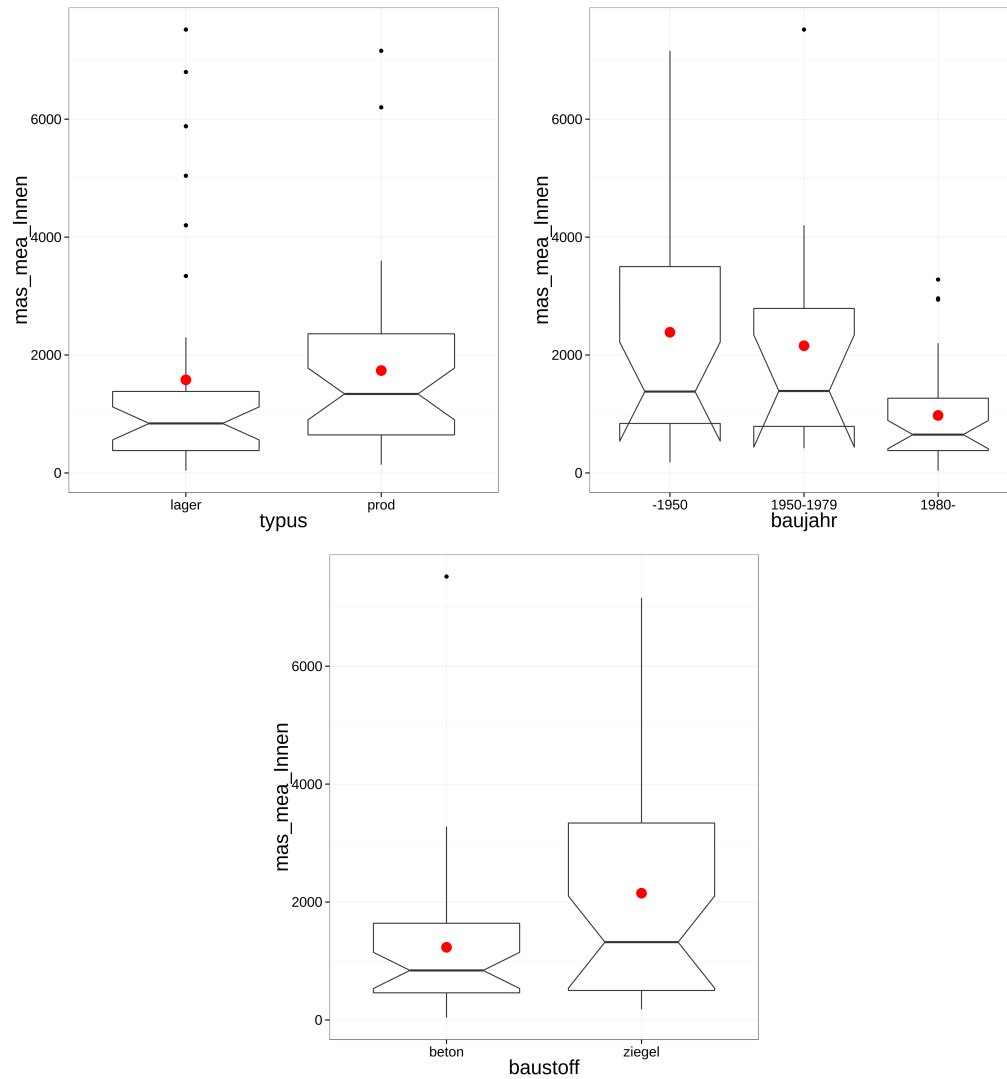 mas_mea_Innen
6000
4000
2000
0
lager prod
typus
mas_mea_Innen
6000
4000
2000
0
-1950 1950-1979 1980-
baujahr
mas_mea_Innen
6000
4000
2000
0
beton ziegel
baustoff